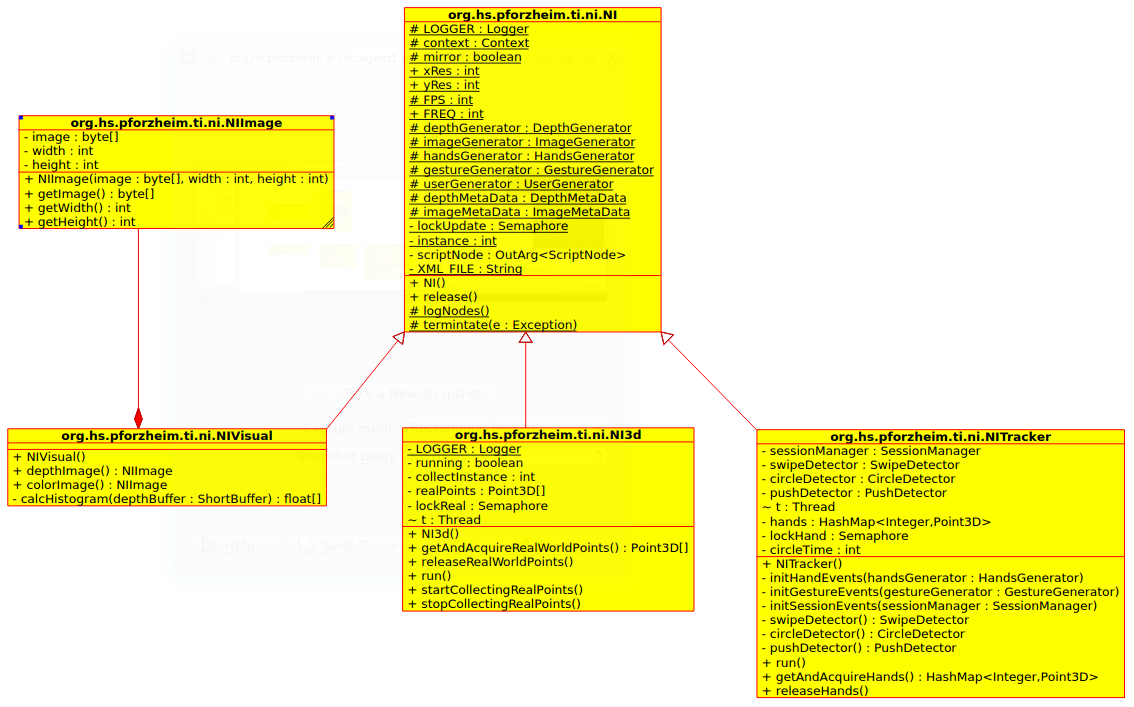 org.hs.pforzheim.ti.ni.NI
# LOGGER : Logger
# context : Context
# mirror : boolean
+ xRes : int
+ yRes : int
# FPS : int
+ FREQ : int
# depthGenerator : DepthGenerator
# imageGenerator : ImageGenerator
# handsGenerator : HandsGenerator
# gestureGenerator : GestureGenerator
# userGenerator : UserGenerator
# depthMetaData : DepthMetaData
# imageMetaData : ImageMetaData
- lockUpdate : Semaphore
- instance : int
- scriptNode : OutArg<ScriptNode>
- XML_FILE : String
+ NI()
+ release()
# logNodes()
# termintate(e : Exception)
org.hs.pforzheim.ti.ni.NIImage
- image : byte[]
- width : int
- height : int
+ NIImage(image : byte[], width : int, height : int)
+ getImage() : byte[]
+ getWidth() : int
+ getHeight() : int
a New Snapshot
Help
Send To...
org.hs.pforzheim.ti.ni.NIVisual
+ NIVisual()
+ depthImage() : NIImage
+ colorImage() : NIImage
- calcHistogram(depthBuffer : ShortBuffer) : float[]
org.hs.pforzheim.ti.ni.NI3d
- LOGGER : Logger
- running : boolean
- collectInstance : int
- realPoints : Point3D[]
- lockReal : Semaphore
~ t : Thread
+ NI3d()
+ getAndAcquireRealWorldPoints() : Point3D[]
+ releaseRealWorldPoints()
+ run()
+ startCollectingRealPoints()
+ stopCollectingRealPoints()
org.hs.pforzheim.ti.ni.NITracker
- sessionManager : SessionManager
- swipeDetector : SwipeDetector
- circleDetector : CircleDetector
- pushDetector : PushDetector
~ t : Thread
- hands : HashMap<Integer,Point3D>
- lockHand : Semaphore
- circleTime : int
+ NITracker()
- initHandEvents(handsGenerator : HandsGenerator)
- initGestureEvents(gestureGenerator : GestureGenerator)
- initSessionEvents(sessionManager : SessionManager)
- swipeDetector() : SwipeDetector
- circleDetector() : CircleDetector
- pushDetector() : PushDetector
+ run()
+ getAndAcquireHands() : HashMap<Integer,Point3D>
+ releaseHands()